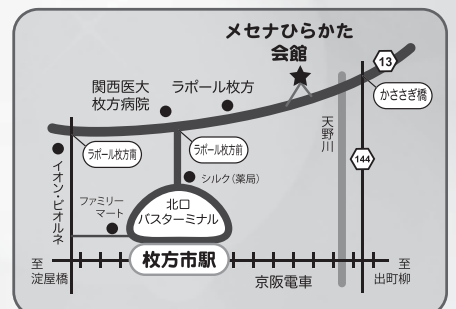 メセナひらかた
会館
13
関西医大
枚方病院
ラポール枚方
かささぎ橋
天野川
ラポール枚方南
ラポール枚方前
144
イオン・ビオルネ
シルク(薬局)
ファミリー
マート
北口
バスターミナル
枚方市駅
至
淀屋橋
京阪電車
至
出町柳